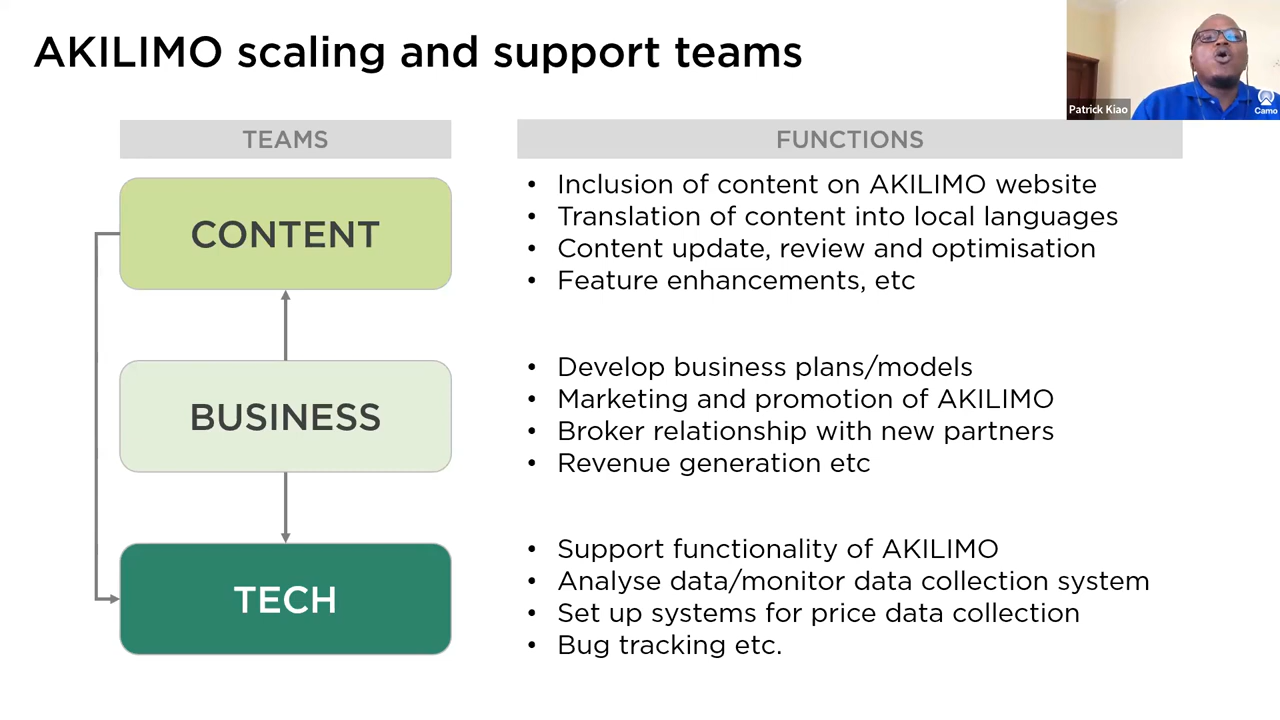 AKILIMO scaling and support teams
Patrick Kiao
Camo
TEAMS
FUNCTIONS
CONTENT
• Inclusion of content on AKILIMO website
• Translation of content into local languages
• Content update, review and optimisation
• Feature enhancements, etc
BUSINESS
• Develop business plans/models
• Marketing and promotion of AKILIMO
• Broker relationship with new partners
• Revenue generation etc
TECH
• Support functionality of AKILIMO
• Analyse data/monitor data collection system
• Set up systems for price data collection
• Bug tracking etc.